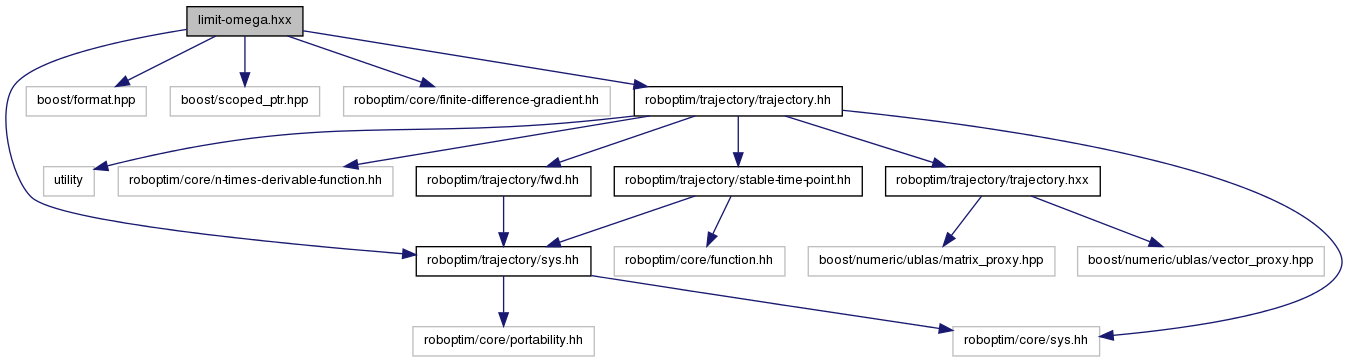 limit-omega.hxx
boost/format.hpp
boost/scoped_ptr.hpp
roboptim/core/finite-difference-gradient.hh
roboptim/trajectory/trajectory.hh
utility
roboptim/core/n-times-derivable-function.hh
roboptim/trajectory/fwd.hh
roboptim/trajectory/stable-time-point.hh
roboptim/trajectory/trajectory.hxx
roboptim/trajectory/sys.hh
roboptim/core/function.hh
boost/numeric/ublas/matrix_proxy.hpp
boost/numeric/ublas/vector_proxy.hpp
roboptim/core/portability.hh
roboptim/core/sys.hh